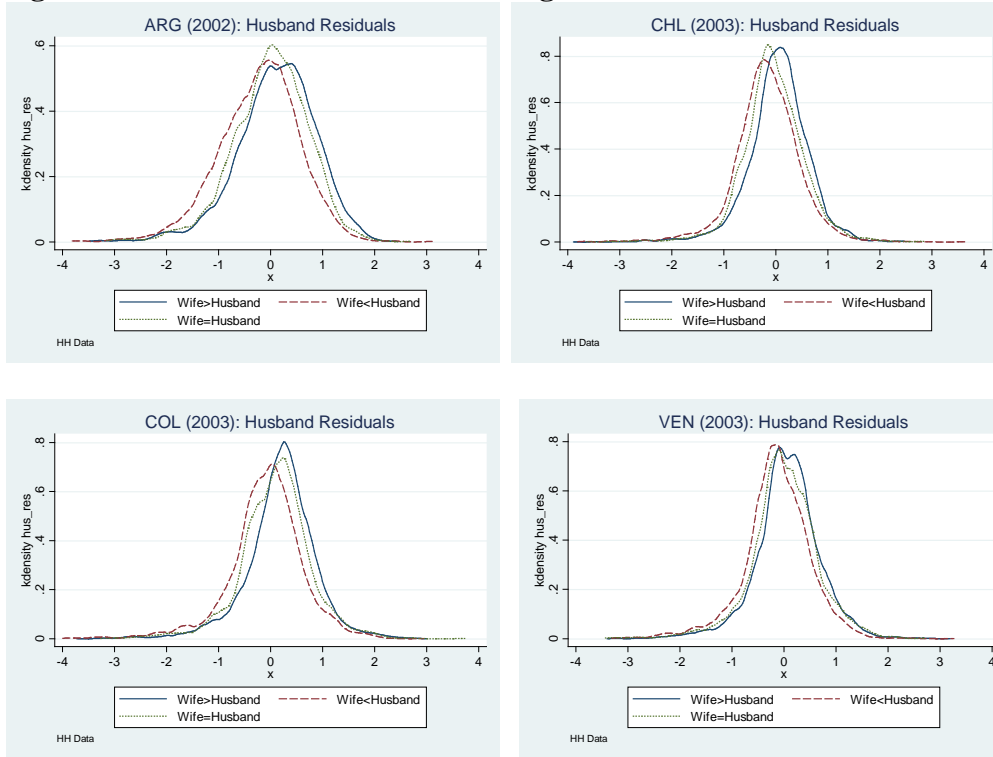 ARG (2002): Husband Residuals
kdensity hus_res
0 .2 .4 .6
-4 -3 -2 -1 0 1 2 3 4
x
Wife>Husband Wife<Husband
Wife=Husband
HH Data
CHL (2003): Husband Residuals
kdensity hus_res
0 .2 .4 .6 .8
-4 -3 -2 -1 0 1 2 3 4
x
Wife>Husband Wife<Husband
Wife=Husband
HH Data
COL (2003): Husband Residuals
kdensity hus_res
0 .2 .4 .6 .8
-4 -3 -2 -1 0 1 2 3 4
x
Wife>Husband Wife<Husband
Wife=Husband
HH Data
VEN (2003): Husband Residuals
kdensity hus_res
0 .2 .4 .6 .8
-4 -3 -2 -1 0 1 2 3 4
x
Wife>Husband Wife<Husband
Wife=Husband
HH Data